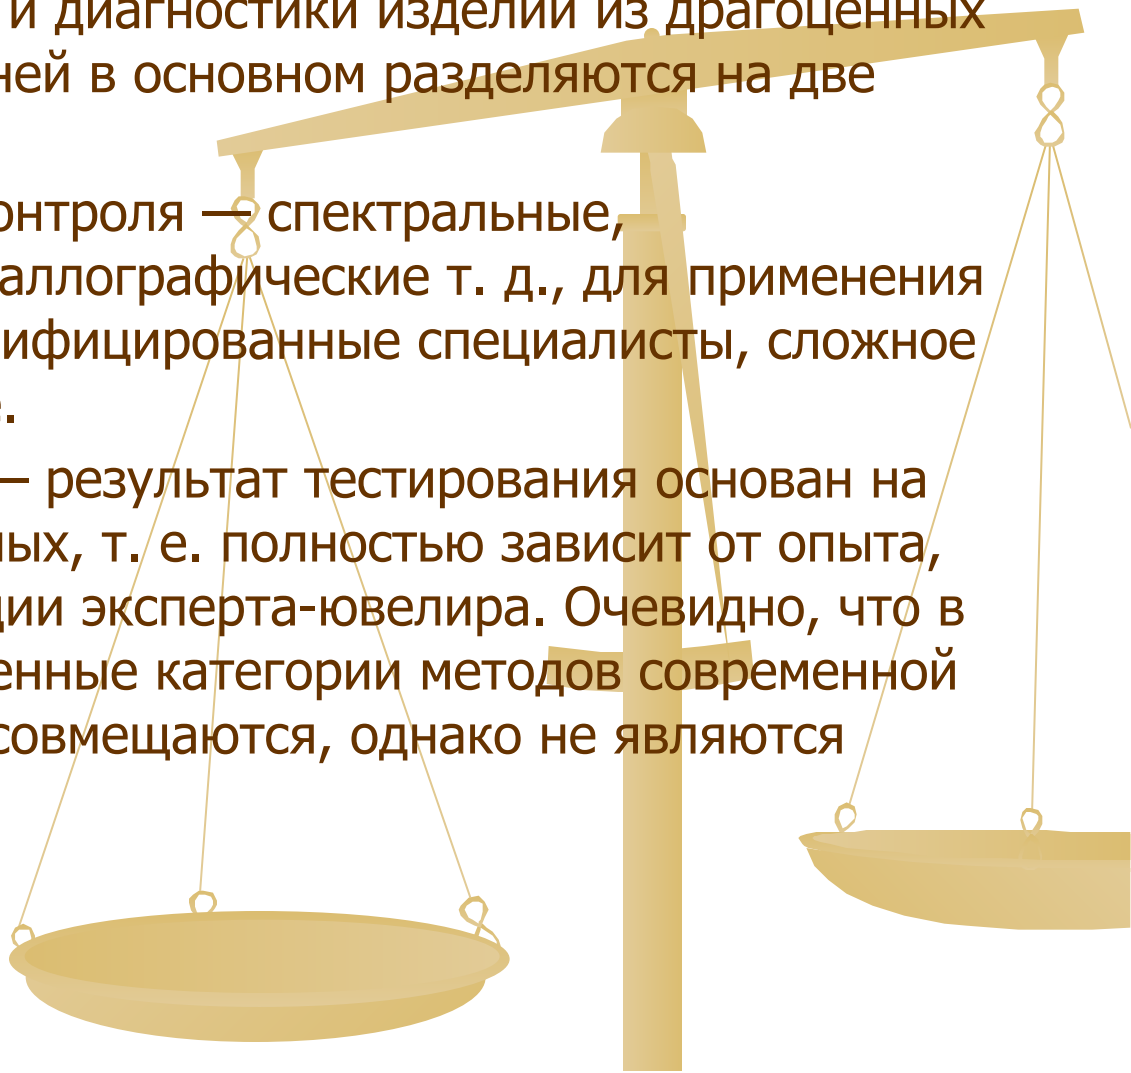 и диагностики изделий из драгоценных
ней в основном разделяются на две
онтроля — спектральные,
аллографические т. д., для применения
ифицированные специалисты, сложное
.
— результат тестирования основан на
ных, т. е. полностью зависит от опыта,
ции эксперта-ювелира. Очевидно, что в
енные категории методов современной
совмещаются, однако не являются